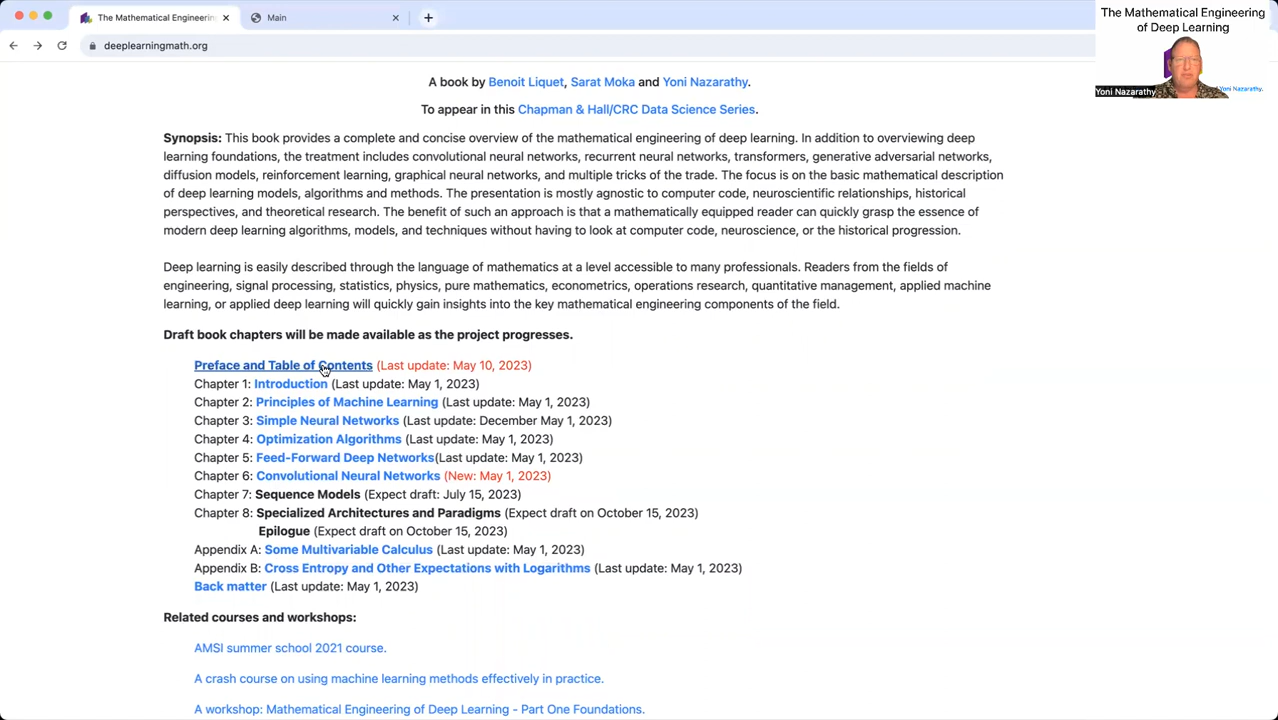 The Mathematical Engineerin
Main
deeplearningmath.org
The Mathematical Engineering
of Deep Learning
Yoni Nazarathy
Yoni Nazarathy.
A book by Benoit Liquet, Sarat Moka and Yoni Nazarathy.
To appear in this Chapman & Hall/CRC Data Science Series.
Synopsis: This book provides a complete and concise overview of the mathematical engineering of deep learning. In addition to overviewing deep
learning foundations, the treatment includes convolutional neural networks, recurrent neural networks, transformers, generative adversarial networks,
diffusion models, reinforcement learning, graphical neural networks, and multiple tricks of the trade. The focus is on the basic mathematical description
of deep learning models, algorithms and methods. The presentation is mostly agnostic to computer code, neuroscientific relationships, historical
perspectives, and theoretical research. The benefit of such an approach is that a mathematically equipped reader can quickly grasp the essence of
modern deep learning algorithms, models, and techniques without having to look at computer code, neuroscience, or the historical progression.
Deep learning is easily described through the language of mathematics at a level accessible to many professionals. Readers from the fields of
engineering, signal processing, statistics, physics, pure mathematics, econometrics, operations research, quantitative management, applied machine
learning, or applied deep learning will quickly gain insights into the key mathematical engineering components of the field.
Draft book chapters will be made available as the project progresses.
Preface and Table of Contents (Last update: May 10, 2023)
Chapter 1: Introduction (Last update: May 1, 2023)
Chapter 2: Principles of Machine Learning (Last update: May 1, 2023)
Chapter 3: Simple Neural Networks (Last update: December May 1, 2023)
Chapter 4: Optimization Algorithms (Last update: May 1, 2023)
Chapter 5: Feed-Forward Deep Networks(Last update: May 1, 2023)
Chapter 6: Convolutional Neural Networks (New: May 1, 2023)
Chapter 7: Sequence Models (Expect draft: July 15, 2023)
Chapter 8: Specialized Architectures and Paradigms (Expect draft on October 15, 2023)
Epilogue (Expect draft on October 15, 2023)
Appendix A: Some Multivariable Calculus (Last update: May 1, 2023)
Appendix B: Cross Entropy and Other Expectations with Logarithms (Last update: May 1, 2023)
Back matter (Last update: May 1, 2023)
Related courses and workshops:
AMSI summer school 2021 course.
A crash course on using machine learning methods effectively in practice.
A workshop: Mathematical Engineering of Deep Learning - Part One Foundations.